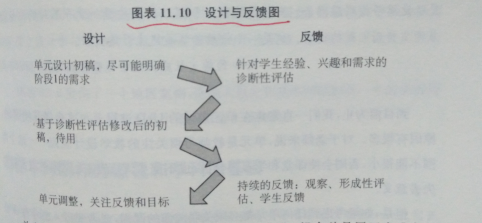 图表 11.10 设计与反馈图
设计
反馈
单元设计初稿，尽可能明确
阶段1的需求
针对学生经验、兴趣和需求的
诊断性评估
基于诊断性评估修改后的初
稿，待用
单元调整，关注反馈和目标
持续的反馈：观察、形成性评
估、学生反馈